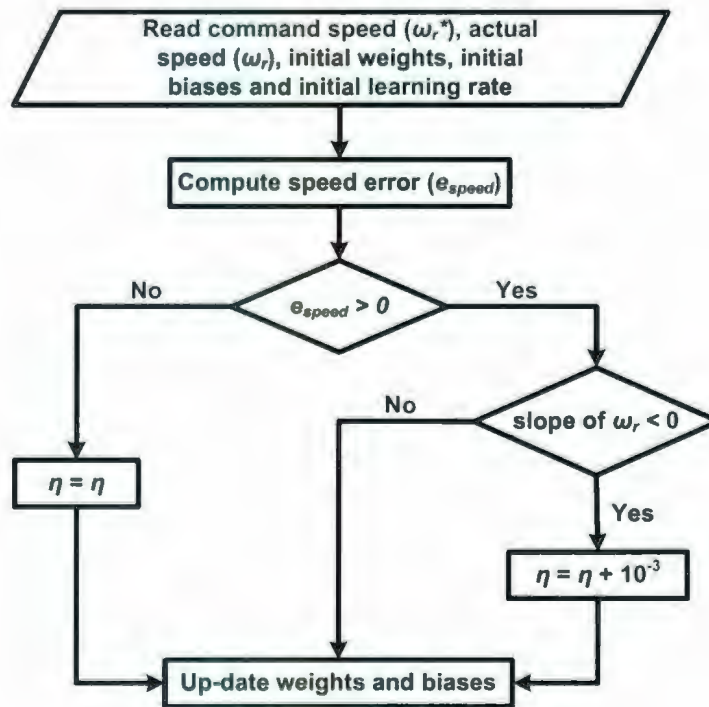 Read command speed (ωr*), actual
speed (ωr), initial weights, initial
biases and initial learning rate
Compute speed error (espeed)
No
espeed > 0
Yes
No
slope of ωr < 0
η = η
Yes
η = η + 10⁻³
Up-date weights and biases